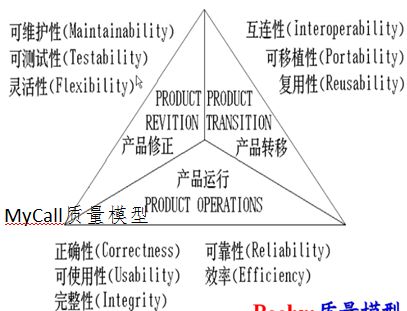 可维护性(Maintainability)
可测试性(Testability)
灵活性(Flexibility)
互连性(Interoperability)
可移植性(Portability)
复用性(Reusability)
PRODUCT REVITION
产品修正
PRODUCT TRANSITION
产品转移
产品运行
PRODUCT OPERATIONS
MyCall质量模型
正确性(Correctness)
可使用性(Usability)
完整性(Integrity)
可靠性(Reliability)
效率(Efficiency)
质量模型